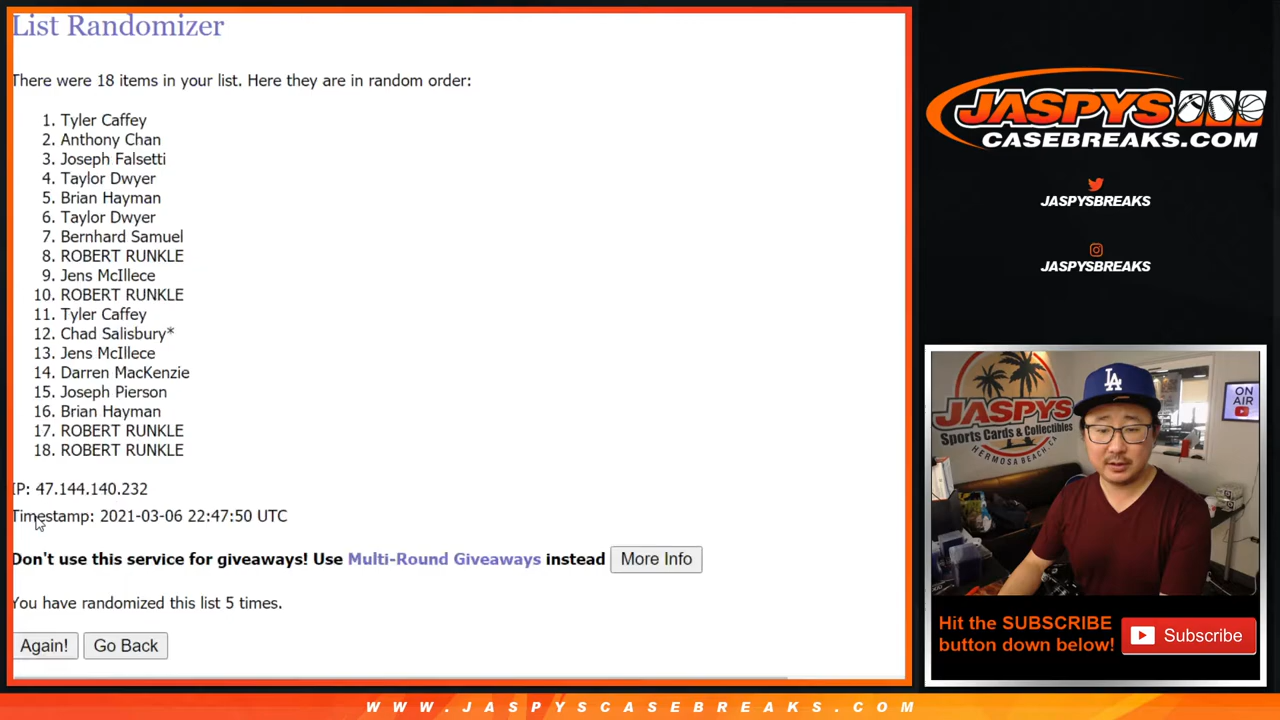 List Randomizer
There were 18 items in your list. Here they are in random order:
1. Tyler Caffey
2. Anthony Chan
3. Joseph Falsetti
4. Taylor Dwyer
5. Brian Hayman
6. Taylor Dwyer
7. Bernhard Samuel
8. ROBERT RUNKLE
9. Jens McIllece
10. ROBERT RUNKLE
11. Tyler Caffey
12. Chad Salisbury*
13. Jens McIllece
14. Darren MacKenzie
15. Joseph Pierson
16. Brian Hayman
17. ROBERT RUNKLE
18. ROBERT RUNKLE
IP: 47.144.140.232
Timestamp: 2021-03-06 22:47:50 UTC
Don't use this service for giveaways! Use Multi-Round Giveaways instead More Info
You have randomized this list 5 times.
Again! Go Back
JASPYS
CASEBREAKS.COM
JASPYSBREAKS
JASPYSBREAKS
JASPYS
Sports Cards & Collectibles
HERMOSA BEACH, CA
LA
ON
AIR
Hit the SUBSCRIBE
button down below!
Subscribe
WWW.JASPYSCASEBREAKS.COM